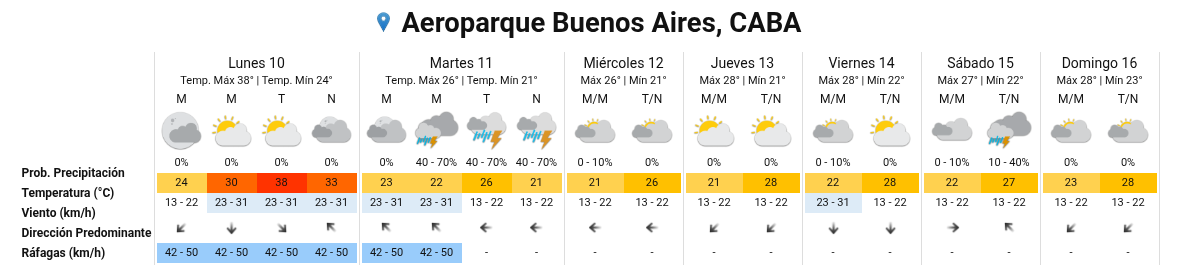 Aeroparque Buenos Aires, CABA
Lunes 10 Martes 11 Miércoles 12 Jueves 13 Viernes 14 Sábado 15 Domingo 16
Temp. Máx 38° | Temp. Mín 24° Temp. Máx 26° | Temp. Mín 21° Máx 26° | Mín 21° Máx 28° | Mín 21° Máx 28° | Mín 22° Máx 27° | Mín 22° Máx 28° | Mín 23°
M M T N M M T N M/M T/N M/M T/N M/M T/N M/M T/N M/M T/N
0% 0% 0% 0% 0% 40 - 70% 40 - 70% 40 - 70% 0 - 10% 0% 0% 0% 0 - 10% 0% 0 - 10% 10 - 40% 0% 0%
Prob. Precipitación
24 30 38 33 23 22 26 21 21 26 21 28 22 28 22 27 23 28
Temperatura (°C)
13 - 22 23 - 31 23 - 31 23 - 31 23 - 31 23 - 31 13 - 22 13 - 22 13 - 22 13 - 22 13 - 22 13 - 22 23 - 31 13 - 22 13 - 22 13 - 22 13 - 22 13 - 22
Viento (km/h)
Dirección Predominante
Ráfagas (km/h) 42 - 50 42 - 50 42 - 50 42 - 50 42 - 50 42 - 50 - - - - - - - - - - - -